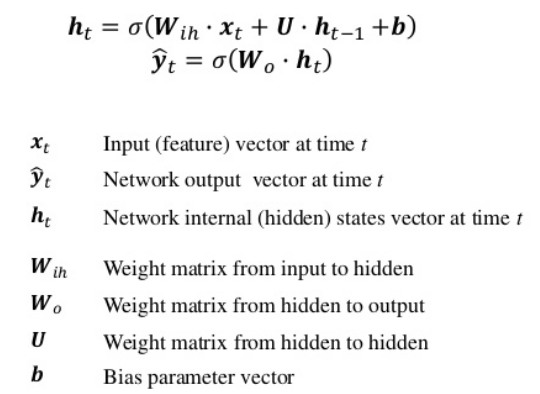 h_t = σ(W_ih · x_t + U · h_{t−1} +b)
ŷ_t = σ(W_o · h_t)
x_t Input (feature) vector at time t
ŷ_t Network output vector at time t
h_t Network internal (hidden) states vector at time t
W_ih Weight matrix from input to hidden
W_o Weight matrix from hidden to output
U Weight matrix from hidden to hidden
b Bias parameter vector